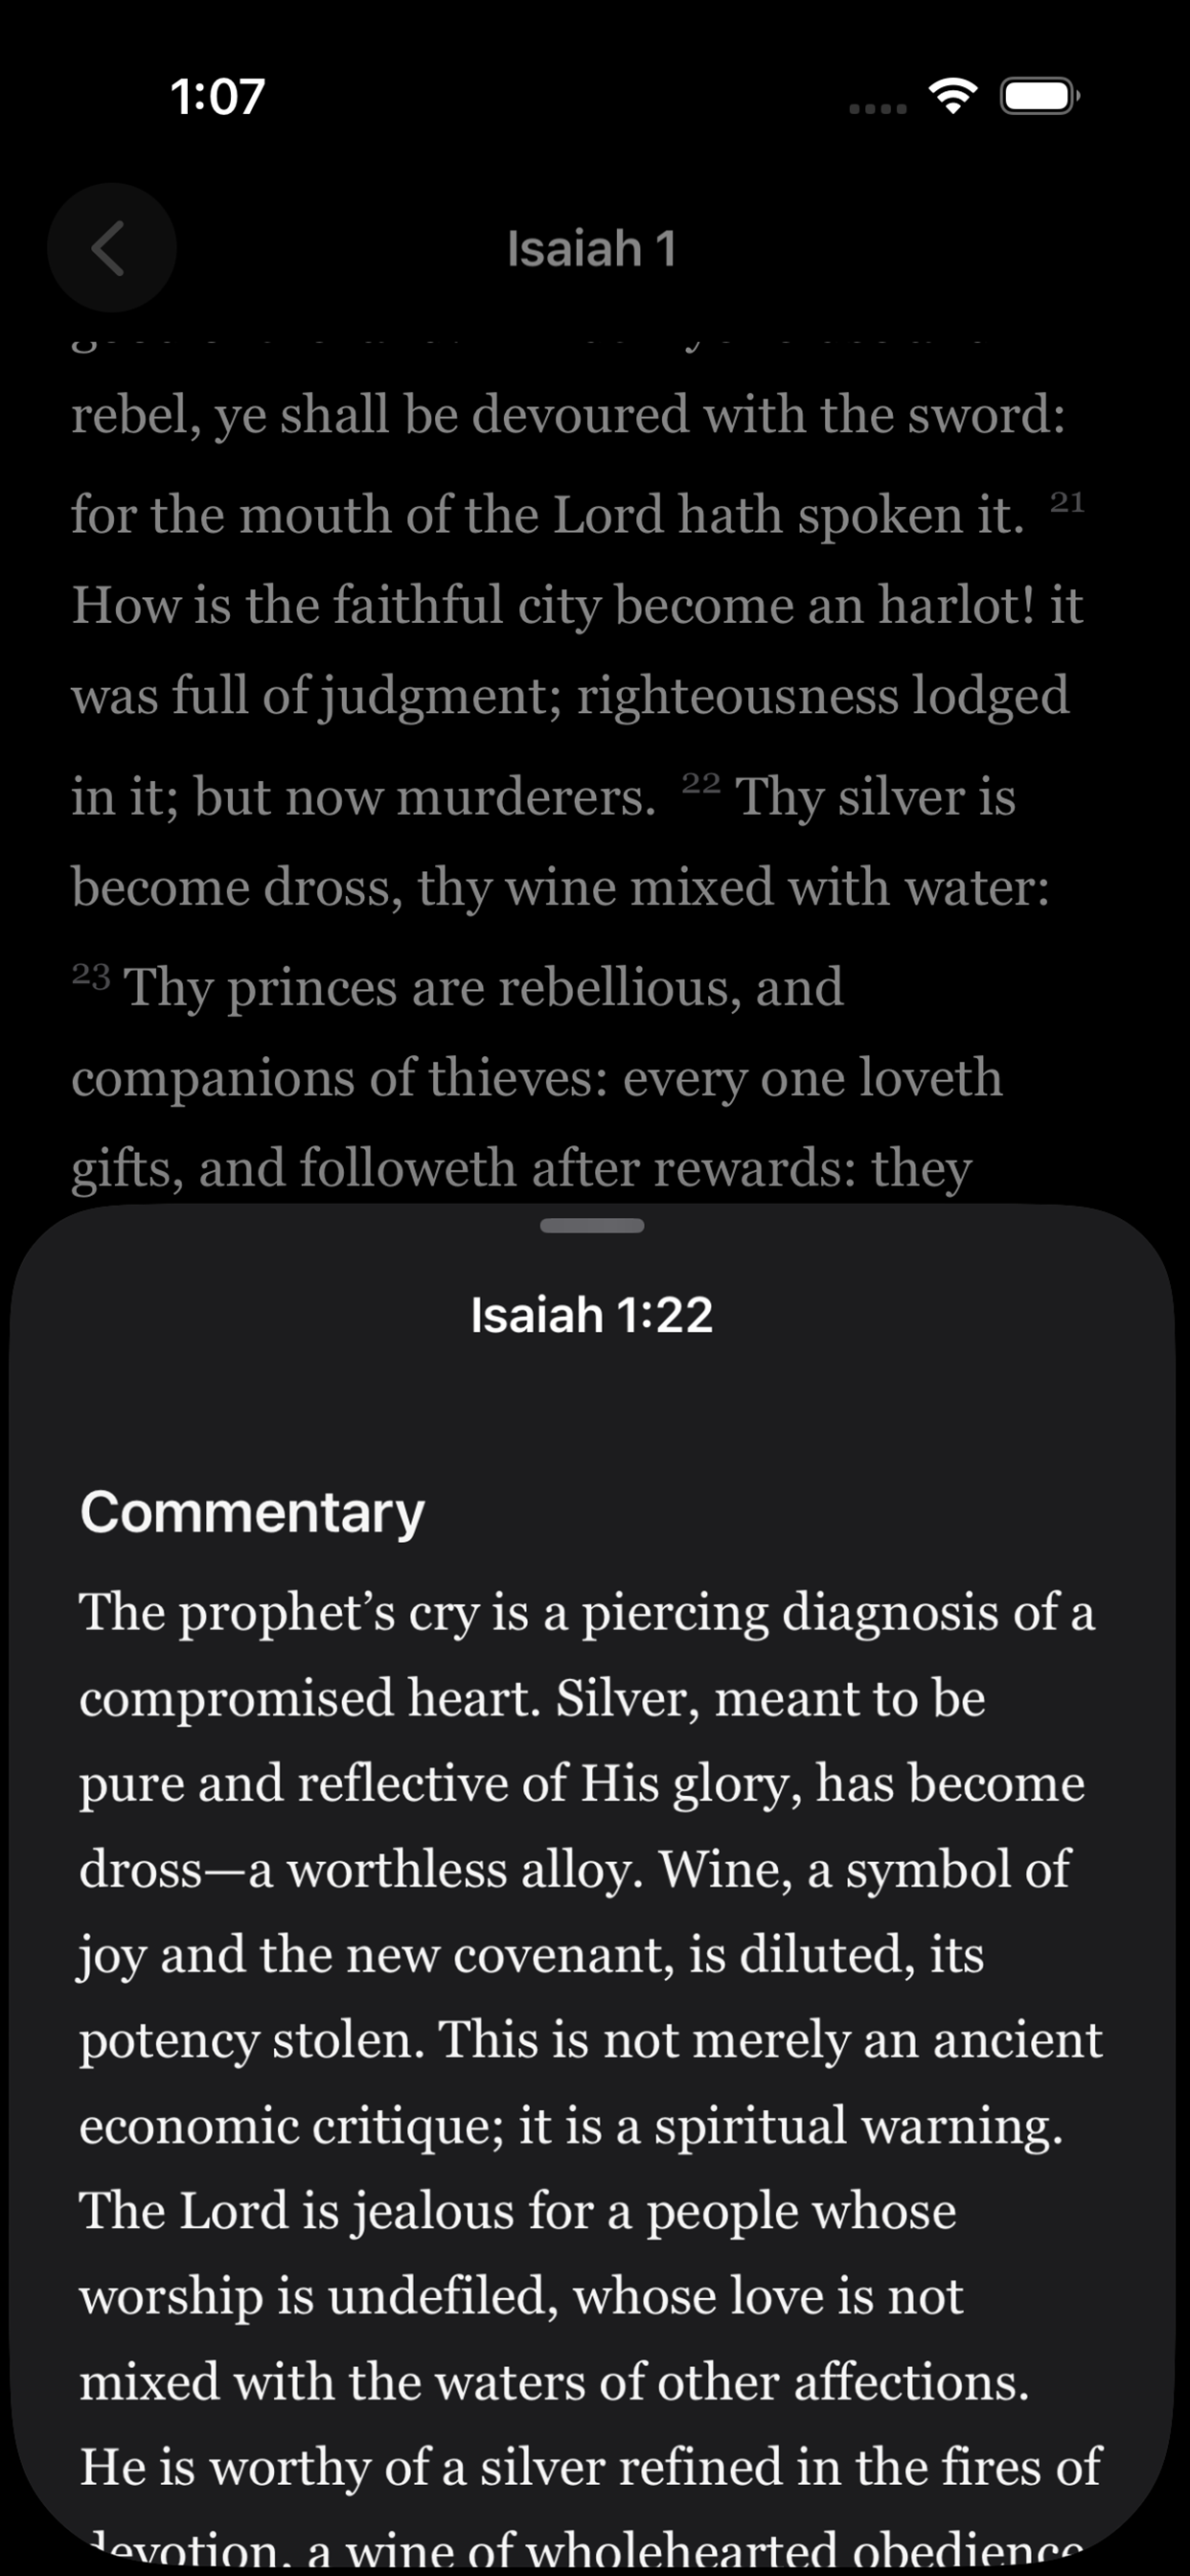 1:07
Isaiah 1
rebel, ye shall be devoured with the sword:
for the mouth of the Lord hath spoken it. 21
How is the faithful city become an harlot! it
was full of judgment; righteousness lodged
in it; but now murderers. 22 Thy silver is
become dross, thy wine mixed with water:
23 Thy princes are rebellious, and
companions of thieves: every one loveth
gifts, and followeth after rewards: they
Isaiah 1:22
Commentary
The prophet’s cry is a piercing diagnosis of a
compromised heart. Silver, meant to be
pure and reflective of His glory, has become
dross—a worthless alloy. Wine, a symbol of
joy and the new covenant, is diluted, its
potency stolen. This is not merely an ancient
economic critique; it is a spiritual warning.
The Lord is jealous for a people whose
worship is undefiled, whose love is not
mixed with the waters of other affections.
He is worthy of a silver refined in the fires of
devotion, a wine of wholehearted obedience